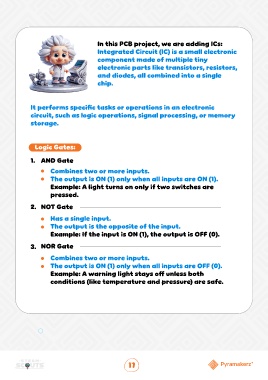 In this PCB project, we are adding ICs:
Integrated Circuit (IC) is a small electronic
component made of multiple tiny
electronic parts like transistors, resistors,
and diodes, all combined into a single
chip.
It performs specific tasks or operations in an electronic
circuit, such as logic operations, signal processing, or memory
storage.
Logic Gates:
1. AND Gate
Combines two or more inputs.
The output is ON (1) only when all inputs are ON (1).
Example: A light turns on only if two switches are
pressed.
2. NOT Gate
Has a single input.
The output is the opposite of the input.
Example: If the input is ON (1), the output is OFF (0).
3. NOR Gate
Combines two or more inputs.
The output is ON (1) only when all inputs are OFF (0).
Example: A warning light stays off unless both
conditions (like temperature and pressure) are safe.
17
Pyramakerz